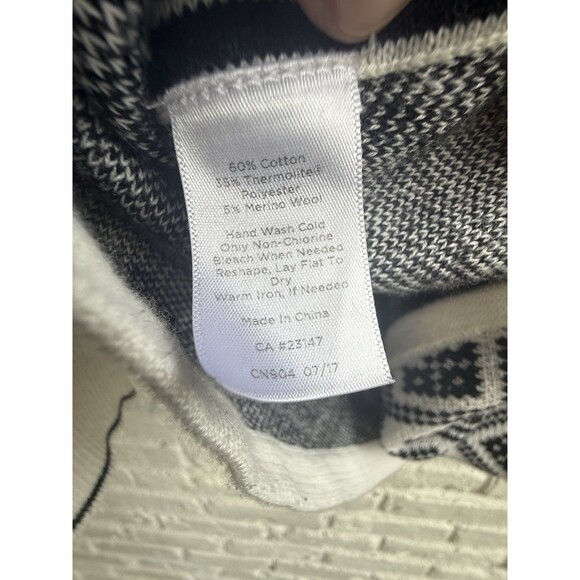 60% Cotton
35% Thermolite®
Polyester
5% Merino Wool
Hand Wash Cold
Only Non-Chlorine
Bleach When Needed
Reshape, Lay Flat To
Dry
Warm Iron, If Needed
Made in China
CA #23147
CN904 07/17